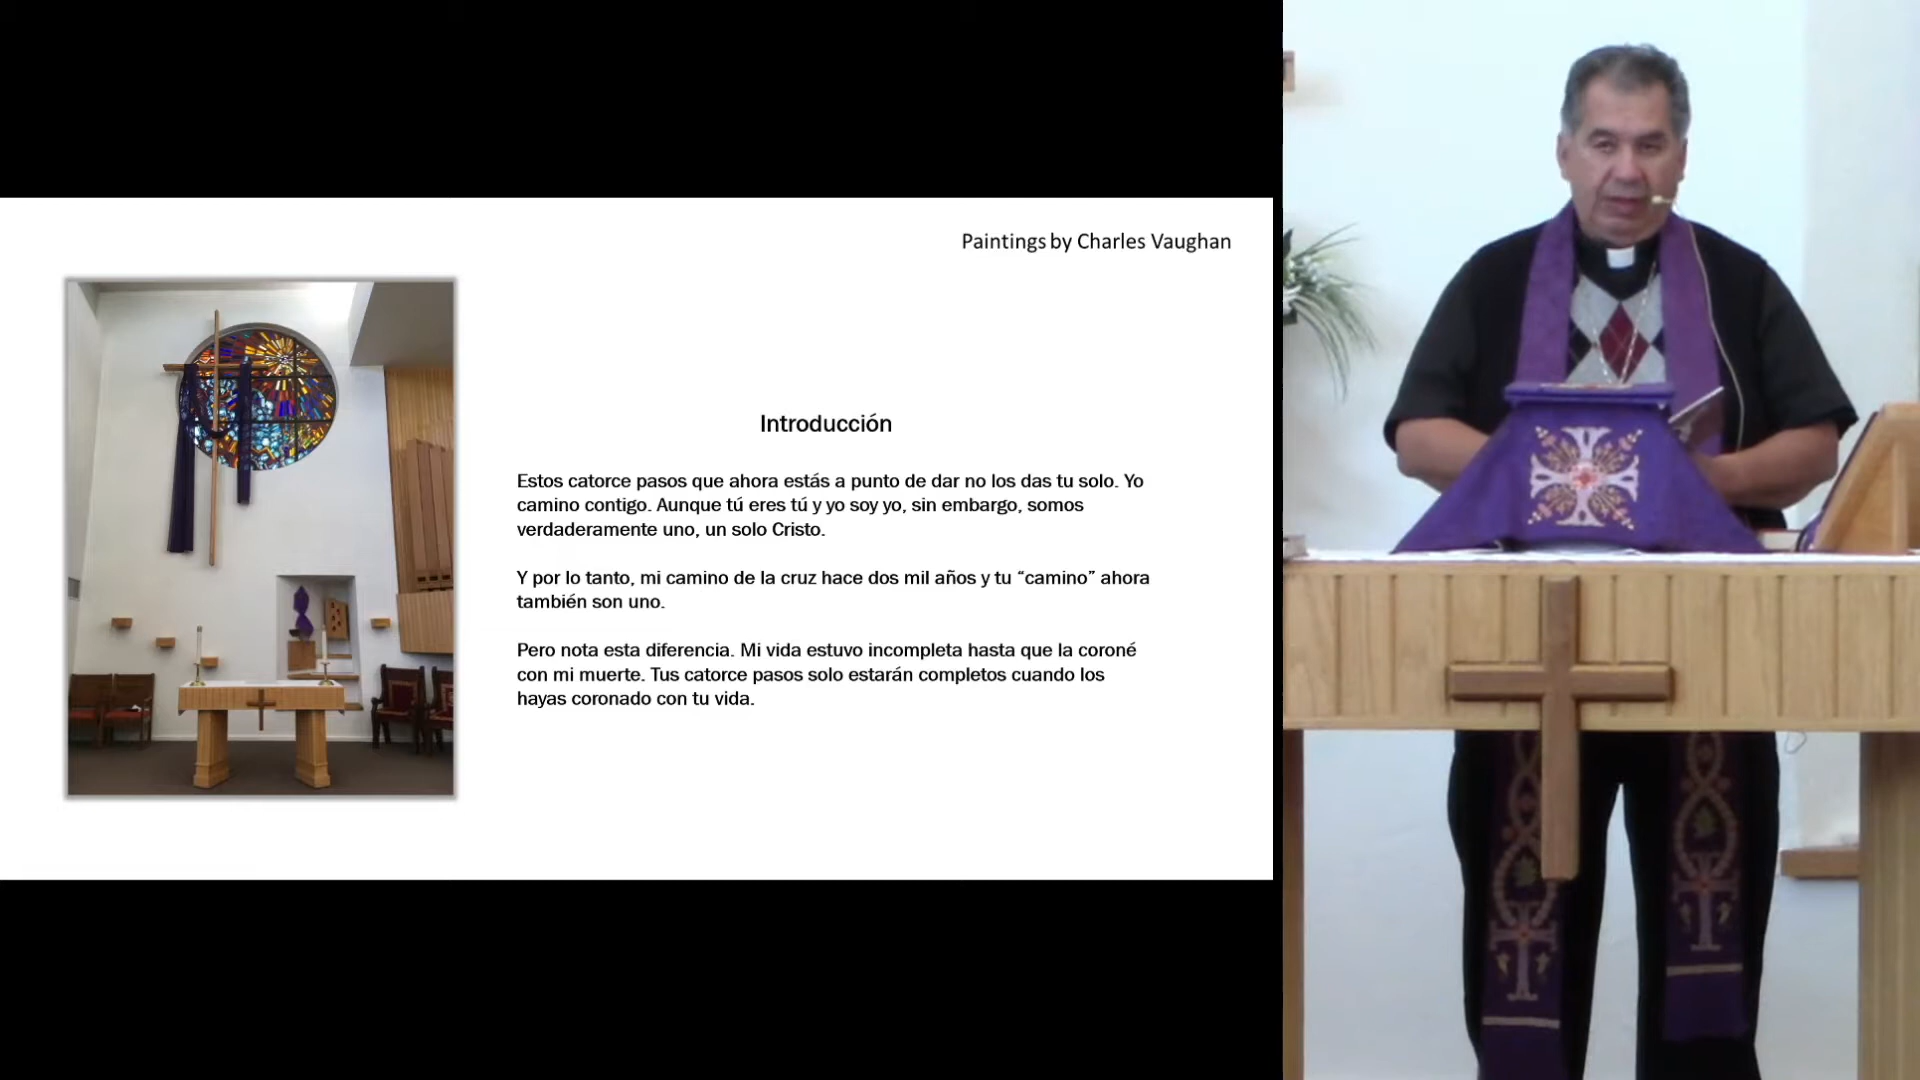 Paintings by Charles Vaughan
Introducción
Estos catorce pasos que ahora estás a punto de dar no los das tu solo. Yo
camino contigo. Aunque tú eres tú y yo soy yo, sin embargo, somos
verdaderamente uno, un solo Cristo.
Y por lo tanto, mi camino de la cruz hace dos mil años y tu “camino” ahora
también son uno.
Pero nota esta diferencia. Mi vida estuvo incompleta hasta que la coroné
con mi muerte. Tus catorce pasos solo estarán completos cuando los
hayas coronado con tu vida.